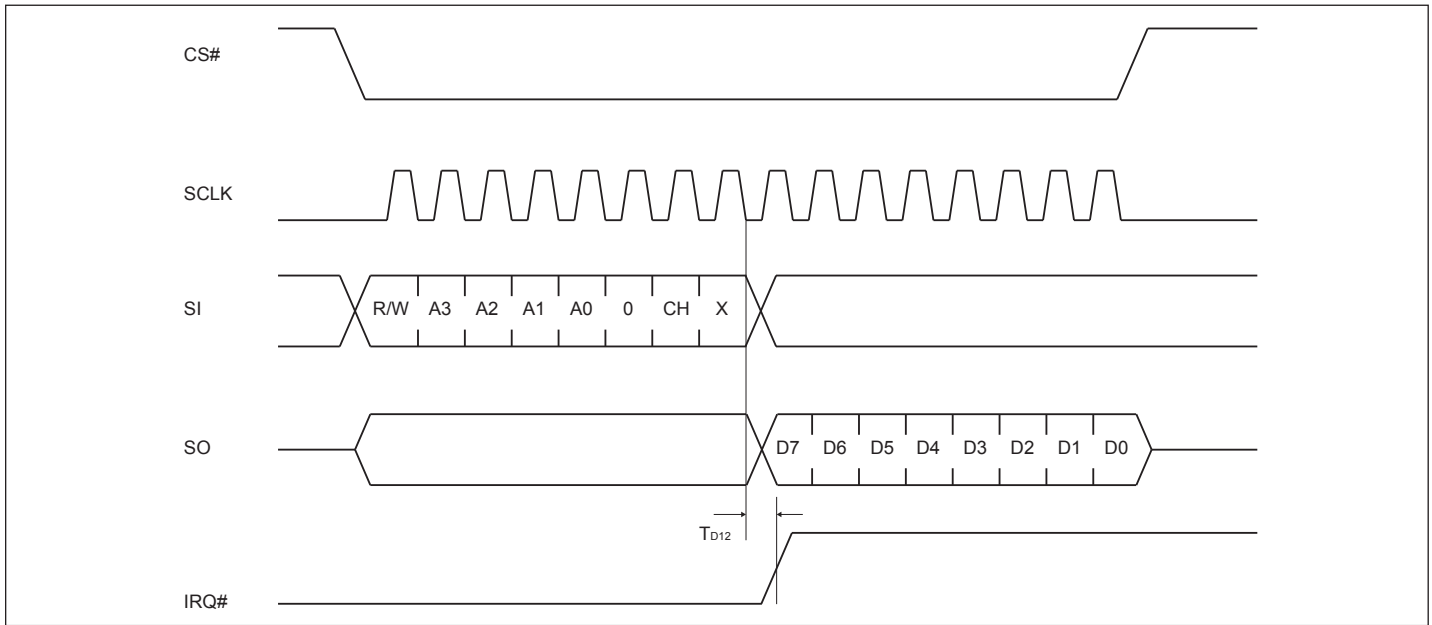 CS#
SCLK
SI
R/W A3 A2 A1 A0 0 CH X
SO
D7 D6 D5 D4 D3 D2 D1 D0
TD12
IRQ#